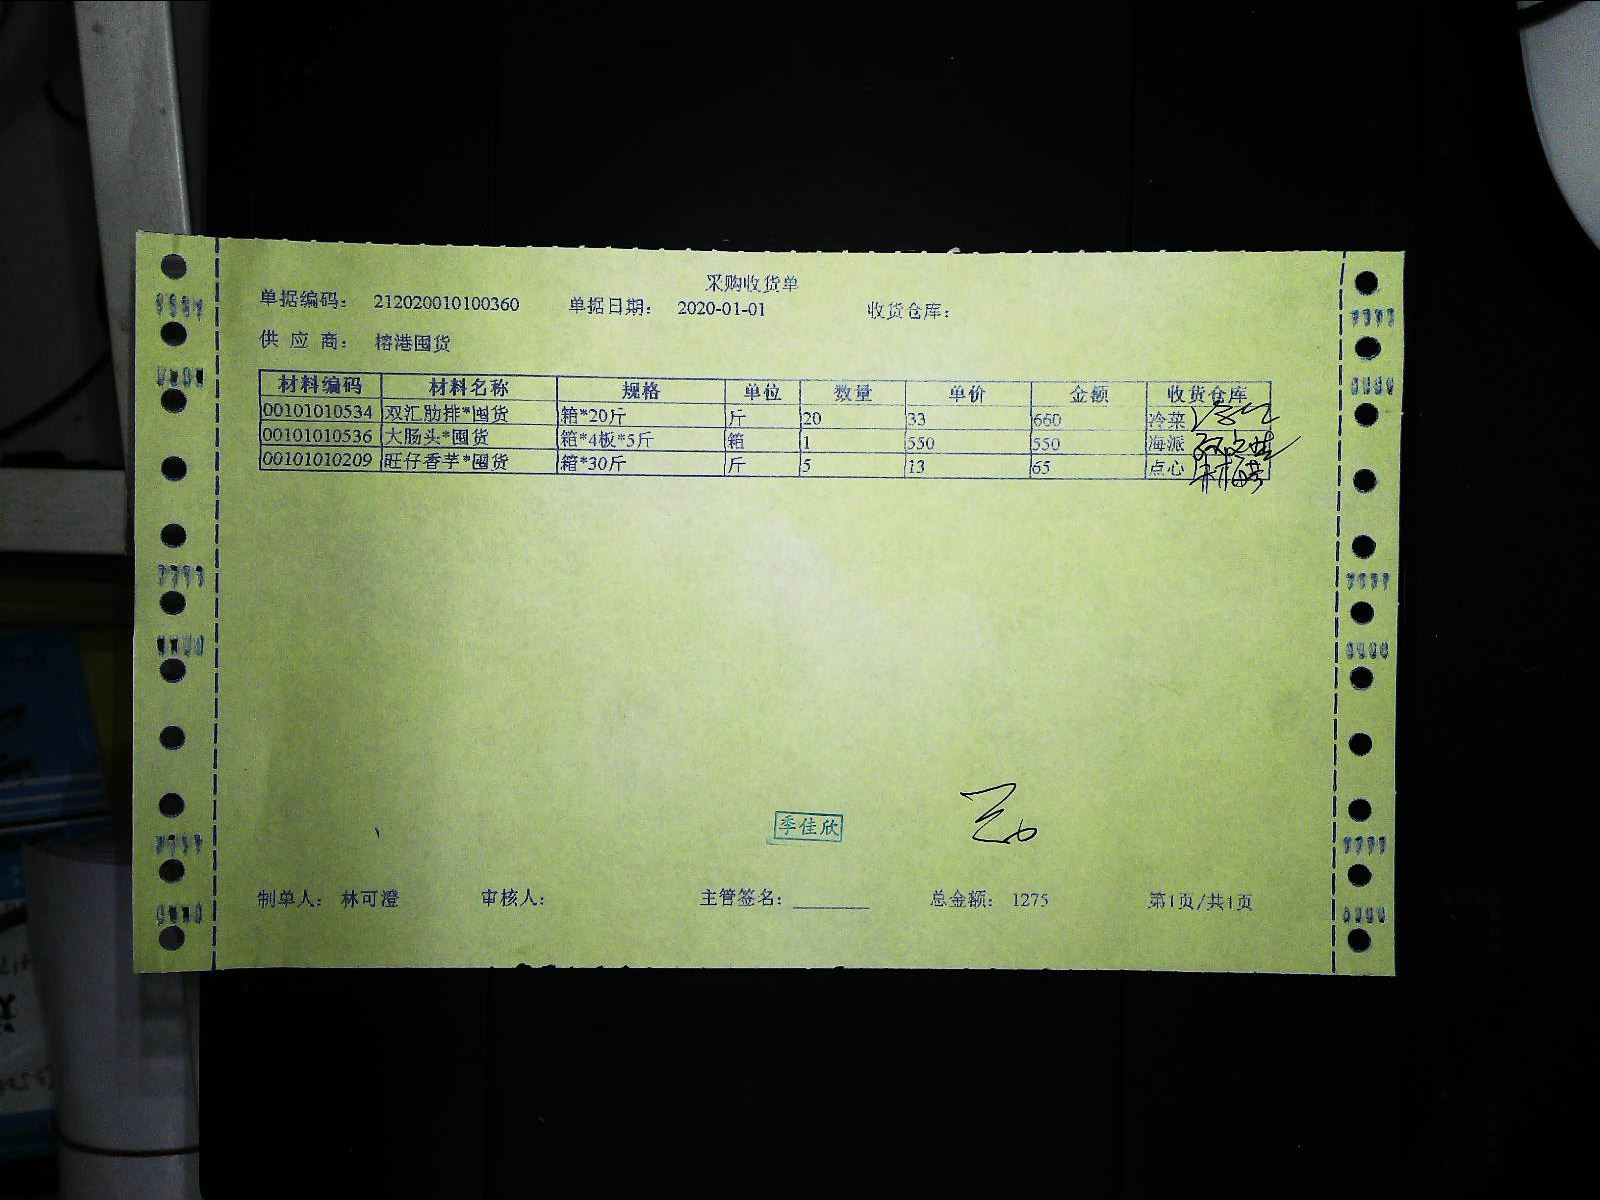 采购收货单
单据编码： 212020010100360 单据日期： 2020-01-01 收货仓库：
供 应 商： 榕港囤货
材料编码 材料名称 规格 单位 数量 单价 金额 收货仓库
00101010534 双汇肋排*囤货 箱*20斤 斤 20 33 660 冷菜
00101010536 大肠头*囤货 箱*4板*5斤 箱 1 550 550 海派
00101010209 旺仔香芋*囤货 箱*30斤 斤 5 13 65 点心
季佳欣
制单人： 林可澄 审核人： 主管签名：________ 总金额： 1275 第1页/共1页